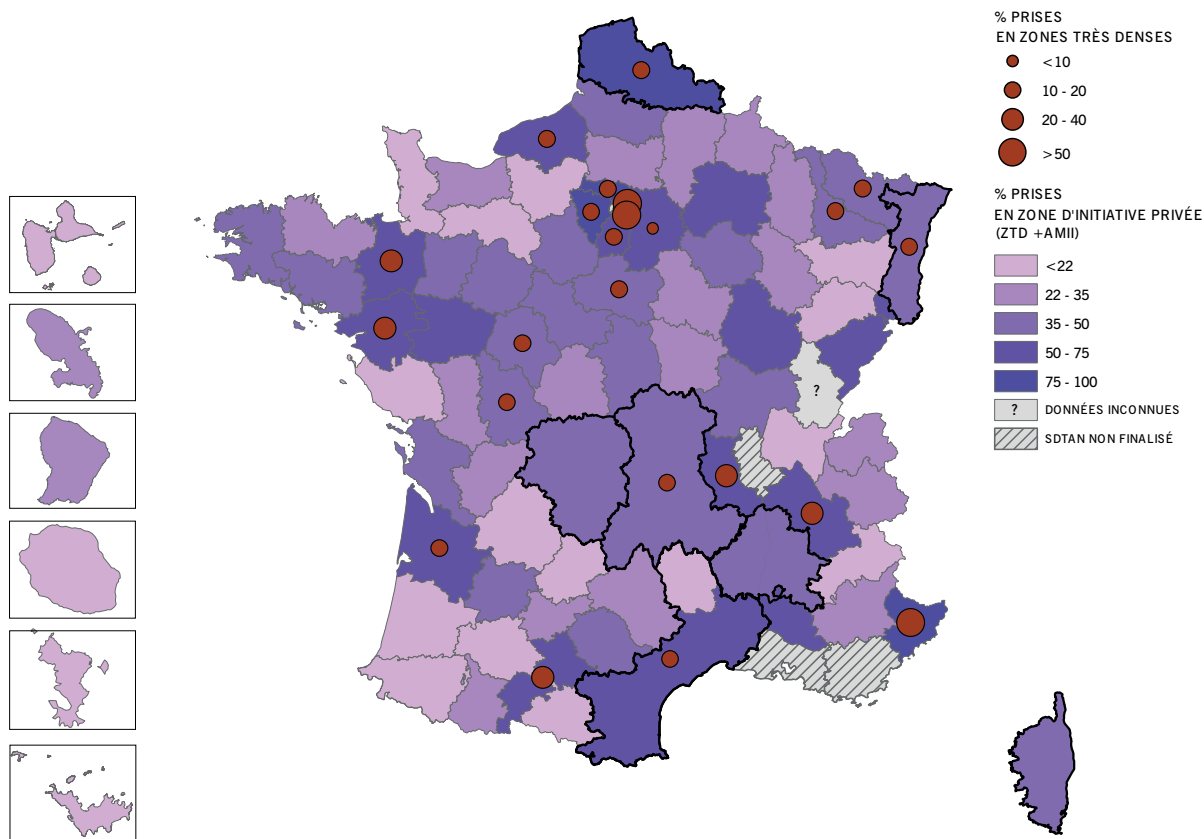 % PRISES
EN ZONES TRÈS DENSES
<10
10 - 20
20 - 40
>50
% PRISES
EN ZONE D'INITIATIVE PRIVÉE
(ZTD +AMII)
<22
22 - 35
35 - 50
50 - 75
75 - 100
? DONNÉES INCONNUES
SDTAN NON FINALISÉ
?